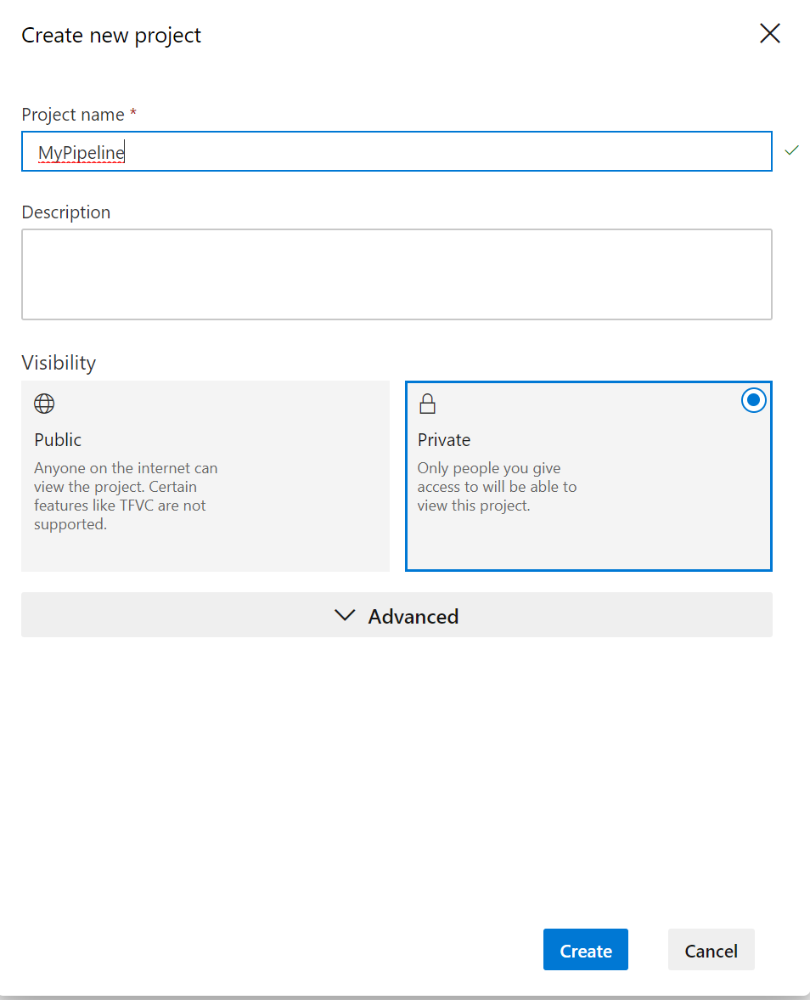 Create new project
Project name *
MyPipeline
Description
Visibility
Public
Anyone on the internet can
view the project. Certain
features like TFVC are not
supported.
Private
Only people you give
access to will be able to
view this project.
Advanced
Create
Cancel